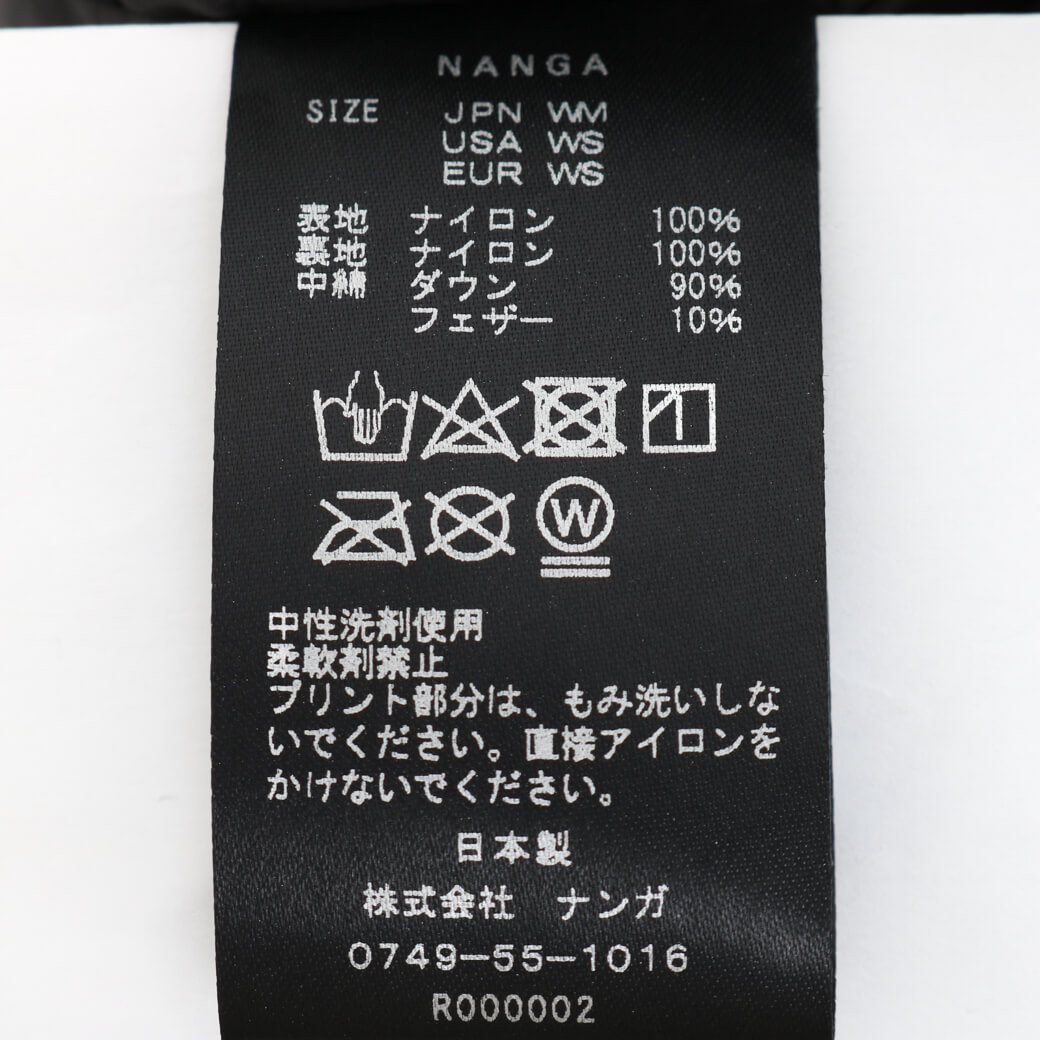 NANGA
SIZE JPN WM
USA WS
EUR WS
表地 ナイロン 100%
裏地 ナイロン 100%
中綿 ダウン 90%
フェザー 10%
W
中性洗剤使用
柔軟剤禁止
プリント部分は、もみ洗いしな
いでください。直接アイロンを
かけないでください。
日本製
株式会社 ナンガ
0749-55-1016
R000002